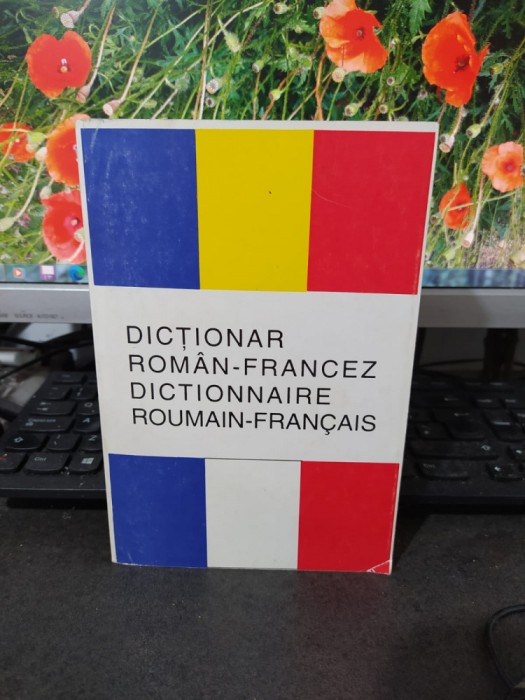 DICȚIONAR
ROMÂN-FRANCEZ
DICTIONNAIRE
ROUMAIN-FRANÇAIS